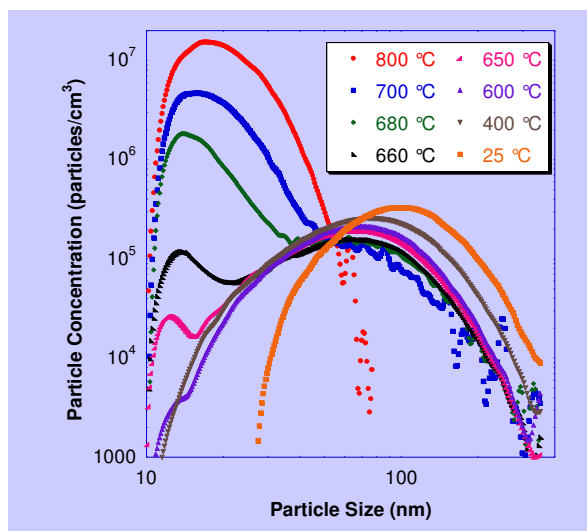 10⁷
10⁶
10⁵
10⁴
1000
10
100
Particle Concentration (particles/cm³)
Particle Size (nm)
800 °C
700 °C
680 °C
660 °C
650 °C
600 °C
400 °C
25 °C